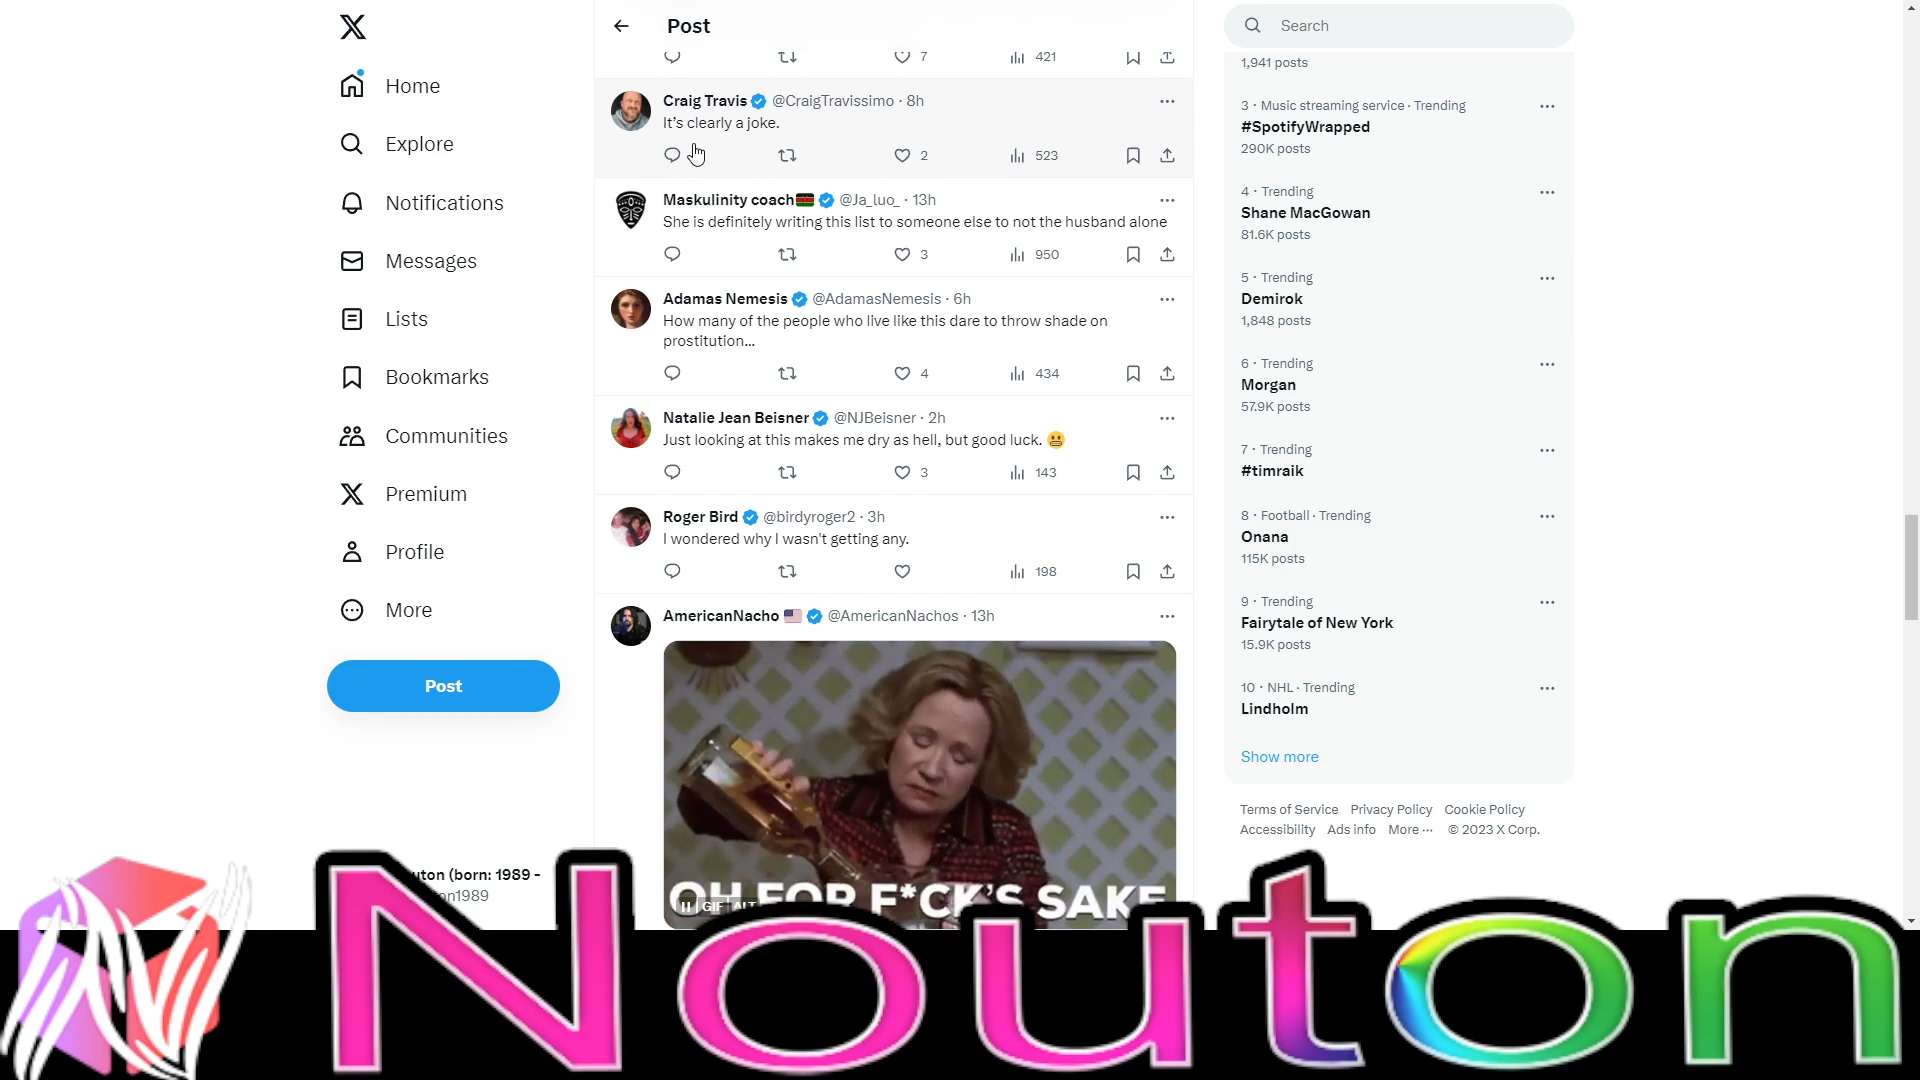 Home
Explore
Notifications
Messages
Lists
Bookmarks
Communities
Premium
Profile
More
Post
uton (born: 1989 -
on1989
Post
7 421
Craig Travis @CraigTravissimo · 8h
It's clearly a joke.
2 523
Maskulinity coach @Ja_luo_ · 13h
She is definitely writing this list to someone else to not the husband alone
3 950
Adamas Nemesis @AdamasNemesis · 6h
How many of the people who live like this dare to throw shade on
prostitution...
4 434
Natalie Jean Beisner @NJBeisner · 2h
Just looking at this makes me dry as hell, but good luck. 😬
3 143
Roger Bird @birdyroger2 · 3h
I wondered why I wasn't getting any.
198
AmericanNacho 🇺🇸 @AmericanNachos · 13h
OH FOR F*CK'S SAKE
GIF ALT
Search
1,941 posts
3 · Music streaming service · Trending
#SpotifyWrapped
290K posts
4 · Trending
Shane MacGowan
81.6K posts
5 · Trending
Demirok
1,848 posts
6 · Trending
Morgan
57.9K posts
7 · Trending
#timraik
8 · Football · Trending
Onana
115K posts
9 · Trending
Fairytale of New York
15.9K posts
10 · NHL · Trending
Lindholm
Show more
Terms of Service Privacy Policy Cookie Policy
Accessibility Ads info More ··· © 2023 X Corp.
Nouton